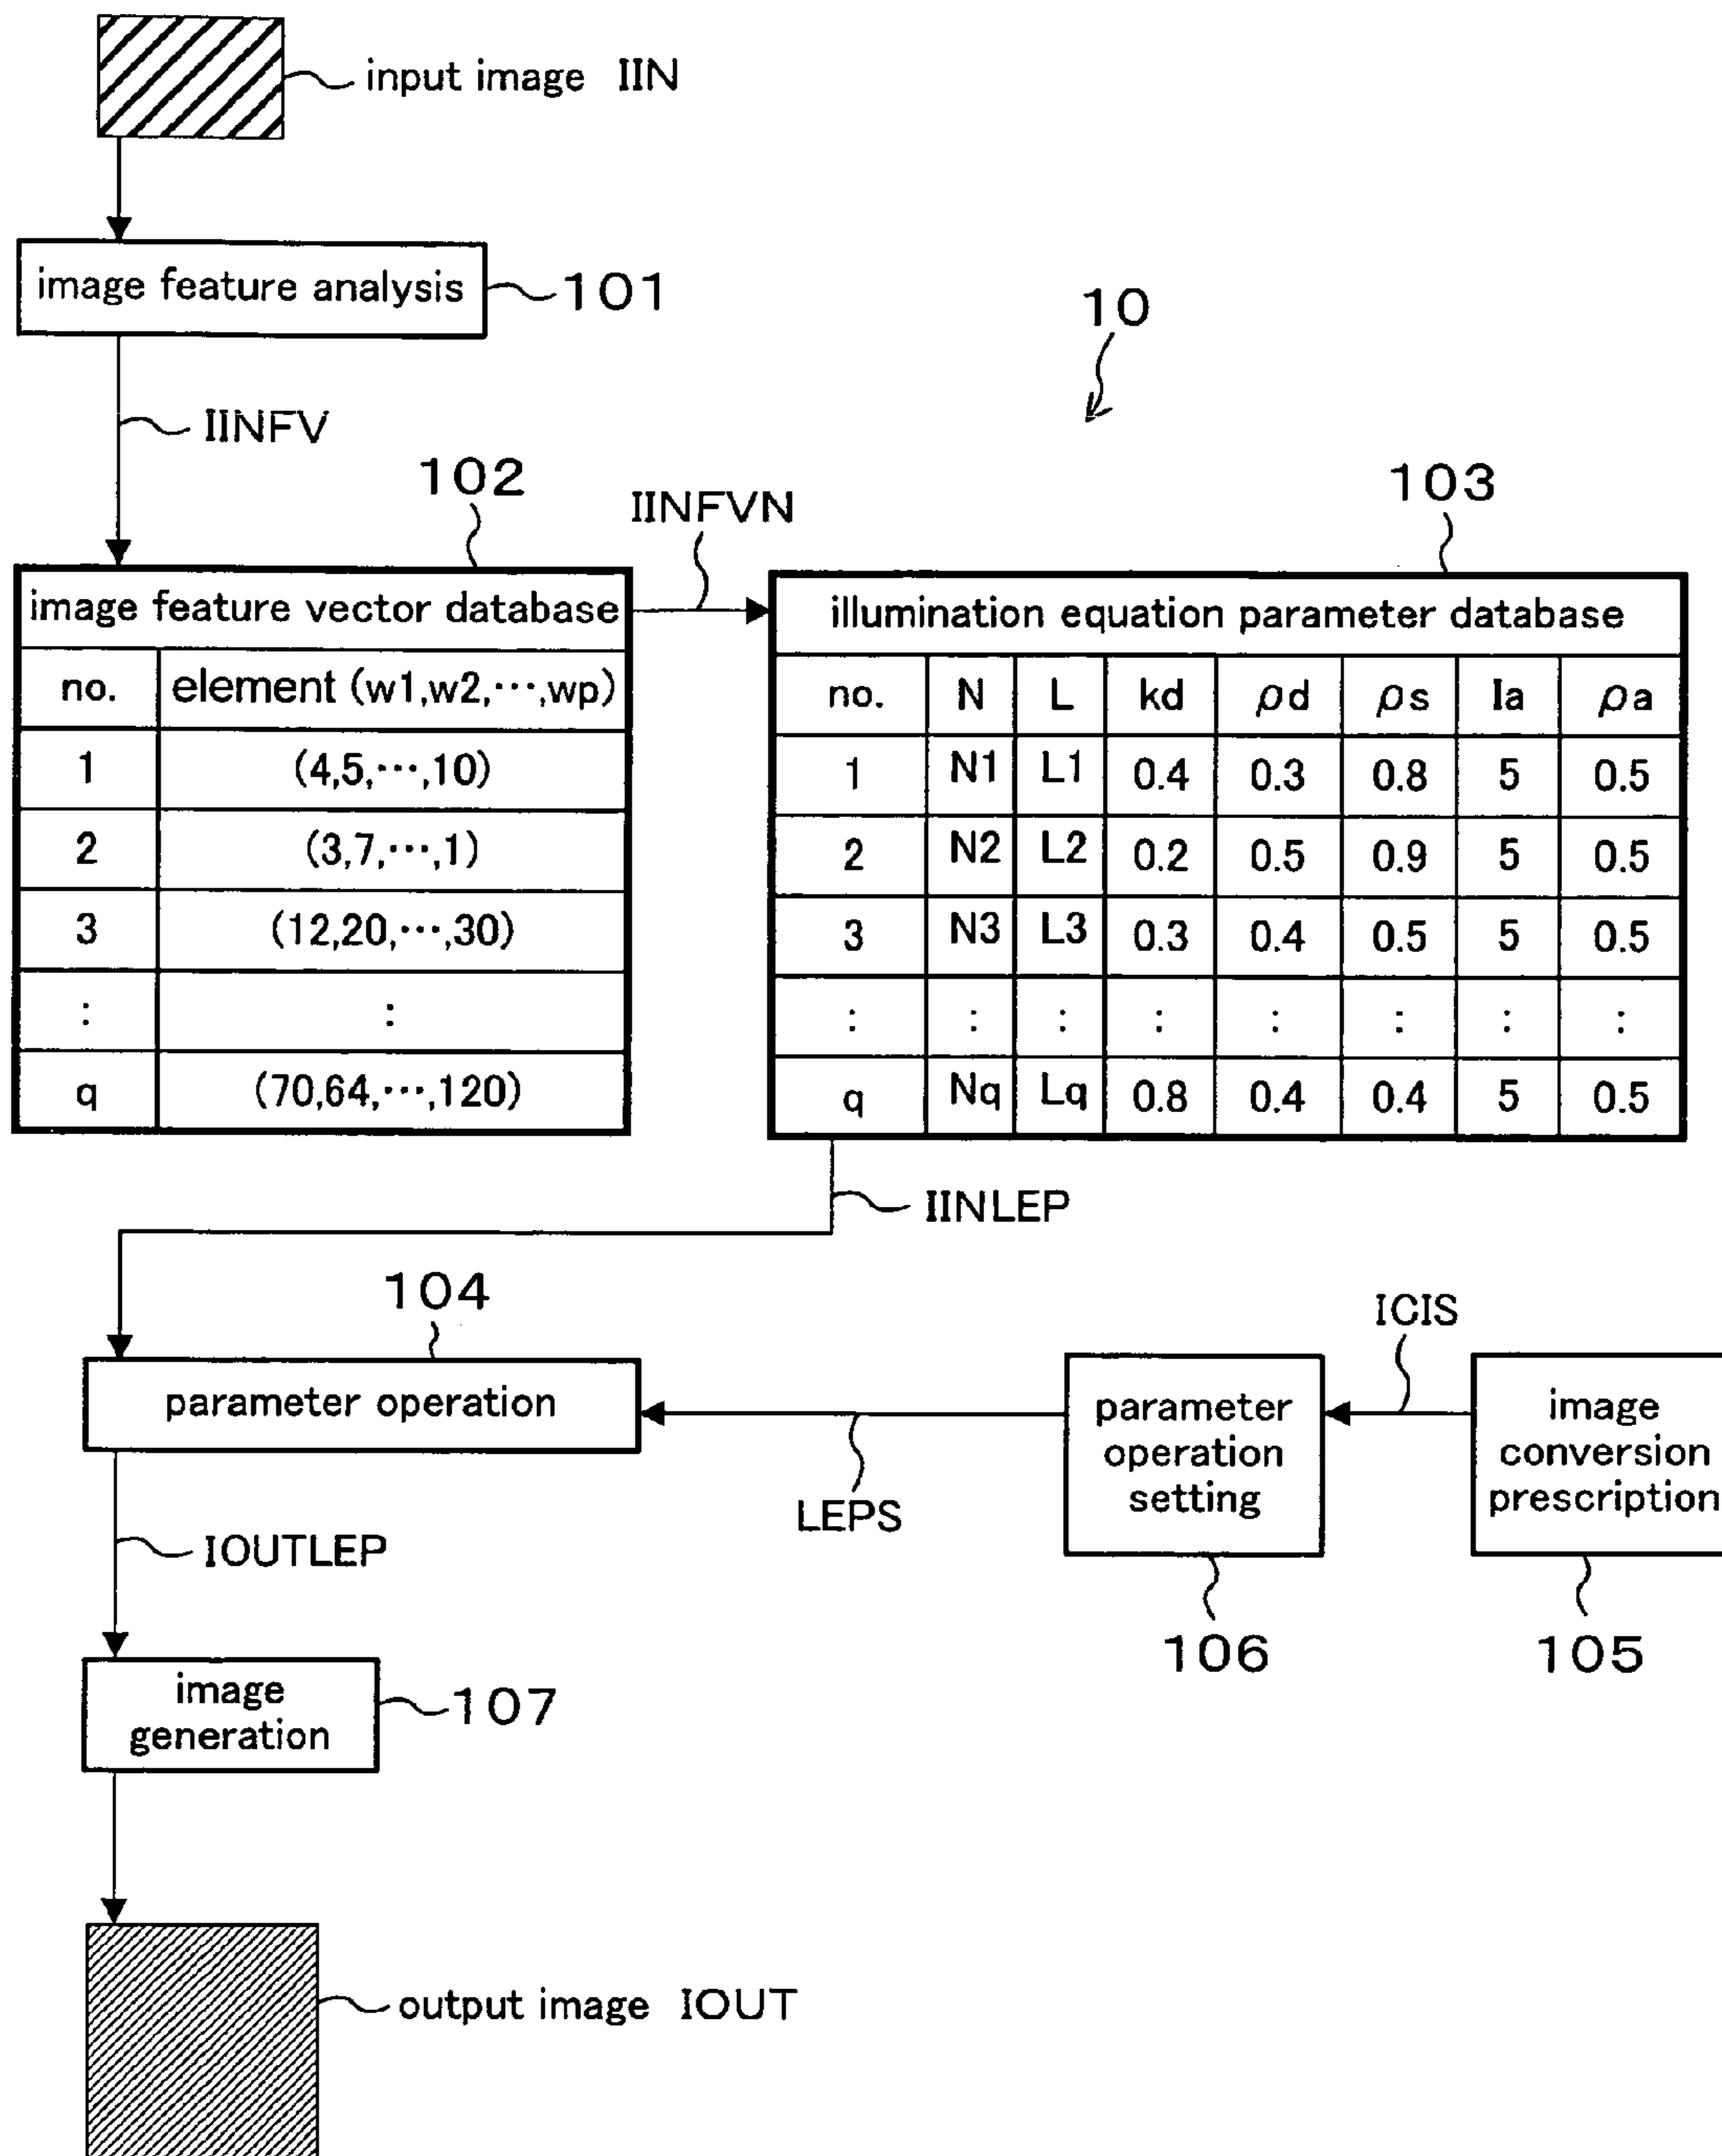 input image IIN
image feature analysis
101
10
IINFV
102
IINFVN
103
image feature vector database
no. element (w1,w2,···,wp)
1 (4,5,···,10)
2 (3,7,···,1)
3 (12,20,···,30)
: :
q (70,64,···,120)
illumination equation parameter database
no. N L kd ρd ρs Ia ρa
1 N1 L1 0.4 0.3 0.8 5 0.5
2 N2 L2 0.2 0.5 0.9 5 0.5
3 N3 L3 0.3 0.4 0.5 5 0.5
: : : : : : : :
q Nq Lq 0.8 0.4 0.4 5 0.5
IINLEP
104
ICIS
parameter operation
parameter
operation
setting
image
conversion
prescription
LEPS
IOUTLEP
106
105
image
generation
107
output image IOUT